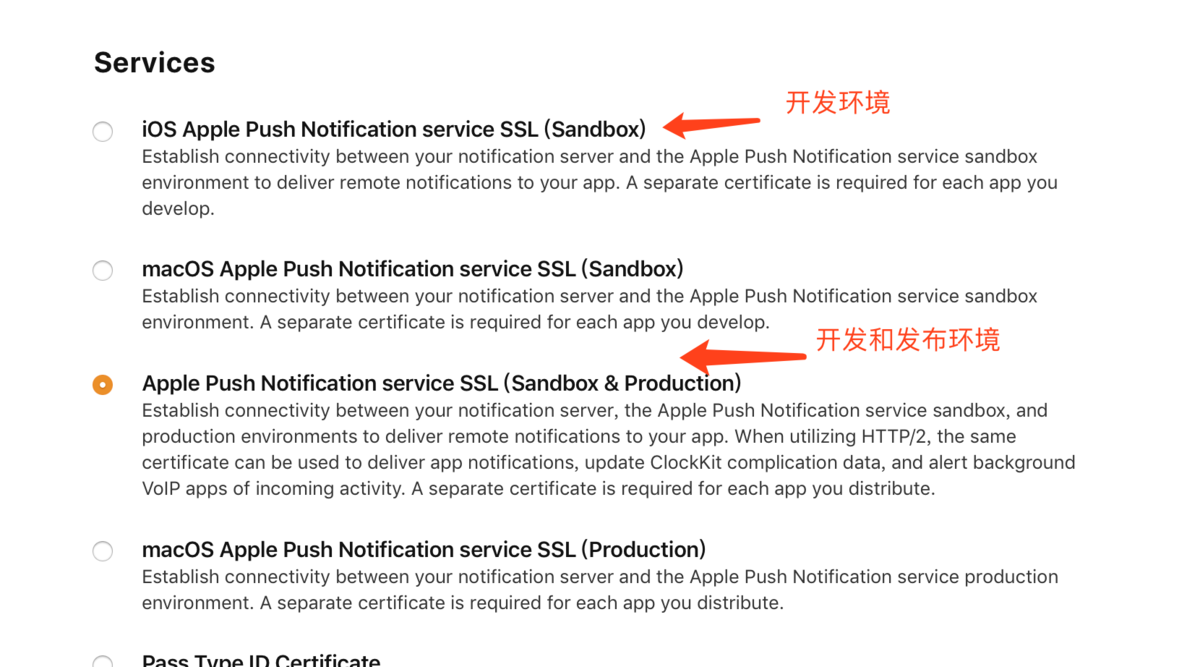 Services
开发环境
iOS Apple Push Notification service SSL (Sandbox)
Establish connectivity between your notification server and the Apple Push Notification service sandbox
environment to deliver remote notifications to your app. A separate certificate is required for each app you
develop.
macOS Apple Push Notification service SSL (Sandbox)
Establish connectivity between your notification server and the Apple Push Notification service sandbox
environment. A separate certificate is required for each app you develop.
开发和发布环境
Apple Push Notification service SSL (Sandbox & Production)
Establish connectivity between your notification server, the Apple Push Notification service sandbox, and
production environments to deliver remote notifications to your app. When utilizing HTTP/2, the same
certificate can be used to deliver app notifications, update ClockKit complication data, and alert background
VoIP apps of incoming activity. A separate certificate is required for each app you distribute.
macOS Apple Push Notification service SSL (Production)
Establish connectivity between your notification server and the Apple Push Notification service production
environment. A separate certificate is required for each app you distribute.
Pass Type ID Certificate